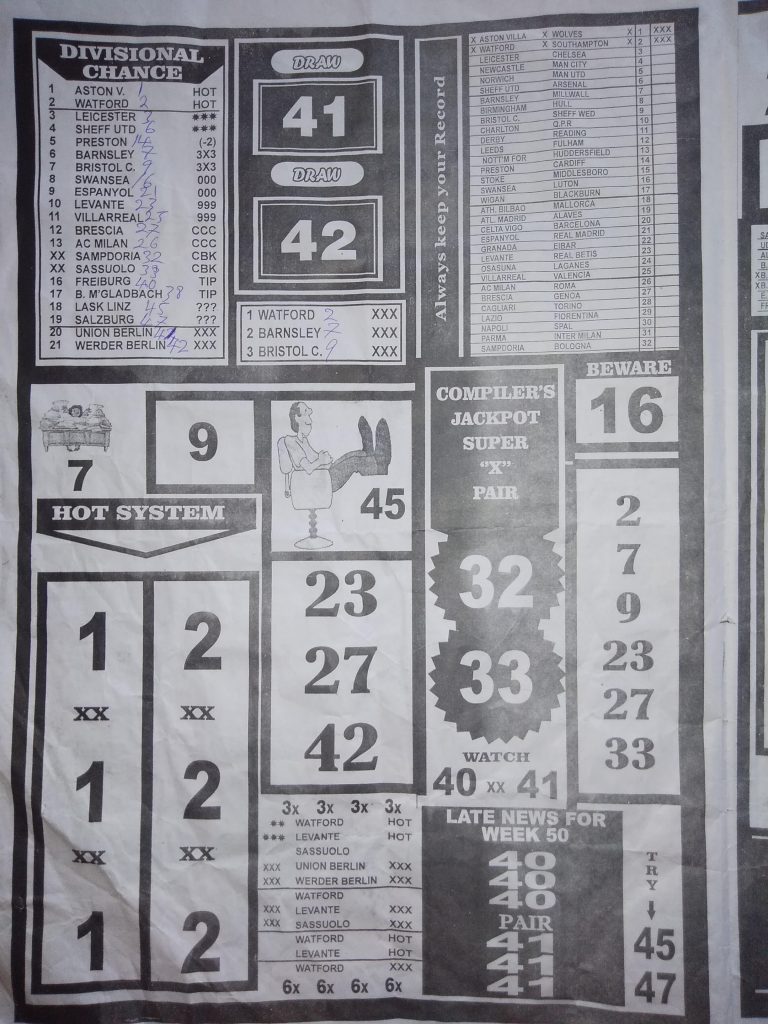 DIVISIONAL
CHANCE
1 ASTON V. 1 HOT
2 WATFORD 2 HOT
3 LEICESTER 3 ***
4 SHEFF UTD 6 ***
5 PRESTON 14 (-2)
6 BARNSLEY 7 3X3
7 BRISTOL C. 9 3X3
8 SWANSEA 16 000
9 ESPANYOL 21 000
10 LEVANTE 23 999
11 VILLARREAL 25 999
12 BRESCIA 27 CCC
13 AC MILAN 26 CCC
XX SAMPDORIA 32 CBK
XX SASSUOLO 33 CBK
16 FREIBURG 40 TIP
17 B. M'GLADBACH 38 TIP
18 LASK LINZ 45 ???
19 SALZBURG 47 ???
20 UNION BERLIN 41 XXX
21 WERDER BERLIN 42 XXX
DRAW
41
DRAW
42
1 WATFORD 2 XXX
2 BARNSLEY 7 XXX
3 BRISTOL C. 9 XXX
Always keep your Record
X ASTON VILLA X WOLVES X 1 XXX
X WATFORD X SOUTHAMPTON X 2 XXX
LEICESTER CHELSEA 3
NEWCASTLE MAN CITY 4
NORWICH MAN UTD 5
SHEFF UTD ARSENAL 6
BARNSLEY MILLWALL 7
BIRMINGHAM HULL 8
BRISTOL C. SHEFF WED 9
CHARLTON Q.P.R 10
DERBY READING 11
LEEDS FULHAM 12
NOTT'M FOR HUDDERSFIELD 13
PRESTON CARDIFF 14
STOKE MIDDLESBORO 15
SWANSEA LUTON 16
WIGAN BLACKBURN 17
ATH. BILBAO MALLORCA 18
ATL. MADRID ALAVES 19
CELTA VIGO BARCELONA 20
ESPANYOL REAL MADRID 21
GRANADA EIBAR 22
LEVANTE REAL BETIS 23
OSASUNA LAGANES 24
VILLARREAL VALENCIA 25
AC MILAN ROMA 26
BRESCIA GENOA 27
CAGLIARI TORINO 28
LAZIO FIORENTINA 29
NAPOLI SPAL 30
PARMA INTER MILAN 31
SAMPDORIA BOLOGNA 32
7
9
45
HOT SYSTEM
1 2
XX XX
1 2
XX XX
1 2
23
27
42
COMPILER'S
JACKPOT
SUPER
"X"
PAIR
32
33
WATCH
40 XX 41
BEWARE
16
2
7
9
23
27
33
3x 3x 3x 3x
** WATFORD HOT
*** LEVANTE HOT
SASSUOLO
XXX UNION BERLIN XXX
XXX WERDER BERLIN XXX
WATFORD
XXX LEVANTE XXX
XXX SASSUOLO XXX
WATFORD HOT
LEVANTE HOT
WATFORD XXX
6x 6x 6x 6x
LATE NEWS FOR
WEEK 50
40
40
40
PAIR
41
41
41
TRY
45
47